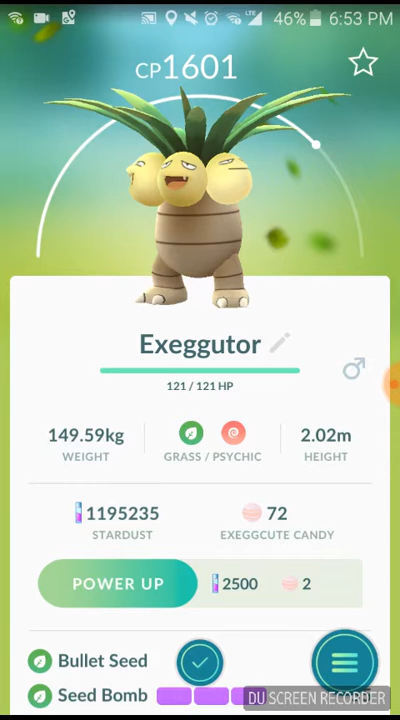 LTE 46% 6:53 PM
CP1601
Exeggutor
121 / 121 HP
149.59kg
WEIGHT
GRASS / PSYCHIC
2.02m
HEIGHT
1195235
STARDUST
72
EXEGGCUTE CANDY
POWER UP
2500
2
Bullet Seed
Seed Bomb
DU SCREEN RECORDER